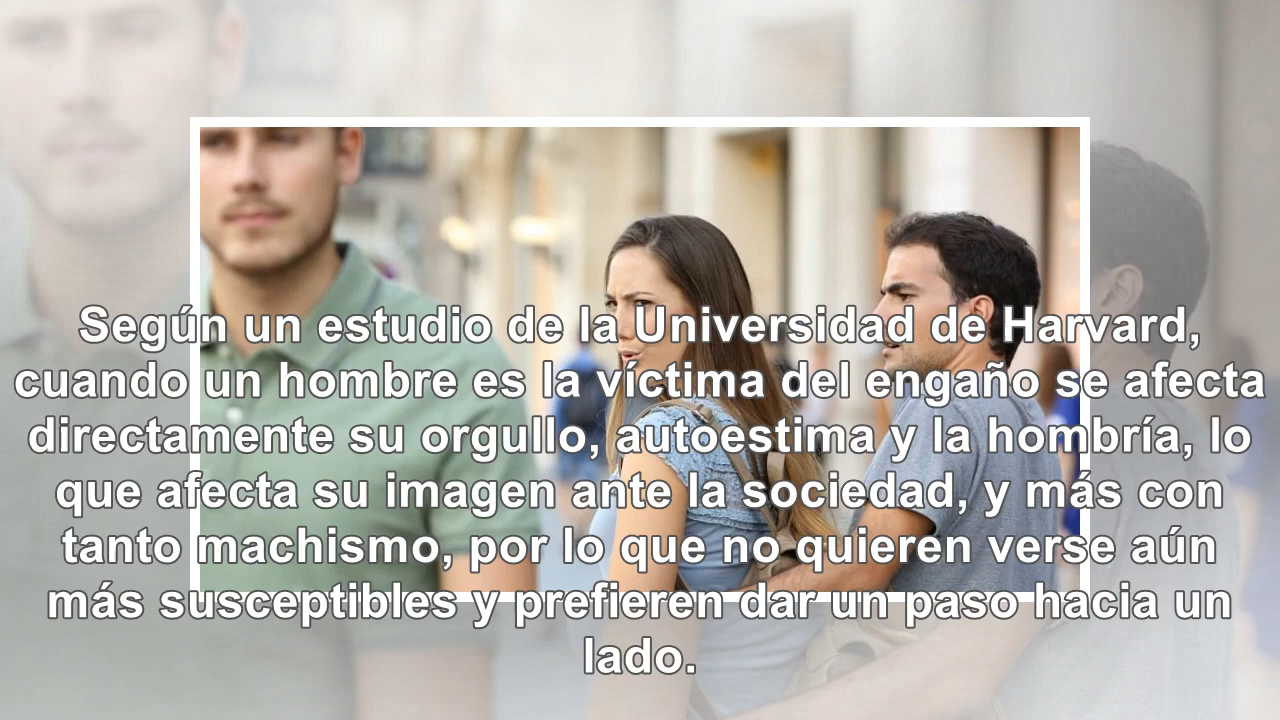 Según un estudio de la Universidad de Harvard,
cuando un hombre es la víctima del engaño se afecta
directamente su orgullo, autoestima y la hombría, lo
que afecta su imagen ante la sociedad, y más con
tanto machismo, por lo que no quieren verse aún
más susceptibles y prefieren dar un paso hacia un
lado.